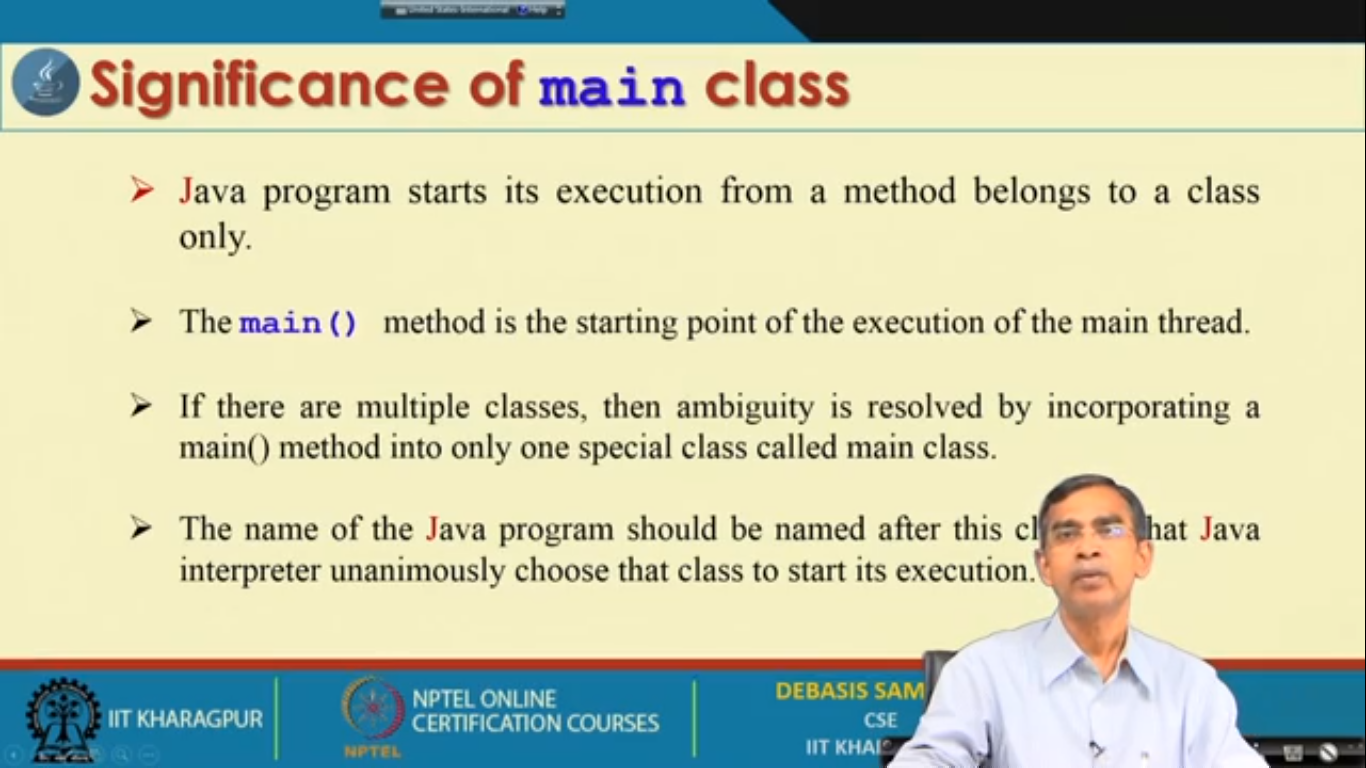 United States International Help
Significance of main class
Java program starts its execution from a method belongs to a class
only.
The main() method is the starting point of the execution of the main thread.
If there are multiple classes, then ambiguity is resolved by incorporating a
main() method into only one special class called main class.
The name of the Java program should be named after this cl hat Java
interpreter unanimously choose that class to start its execution.
IIT KHARAGPUR
NPTEL
NPTEL ONLINE
CERTIFICATION COURSES
DEBASIS SAM
CSE
IIT KHA